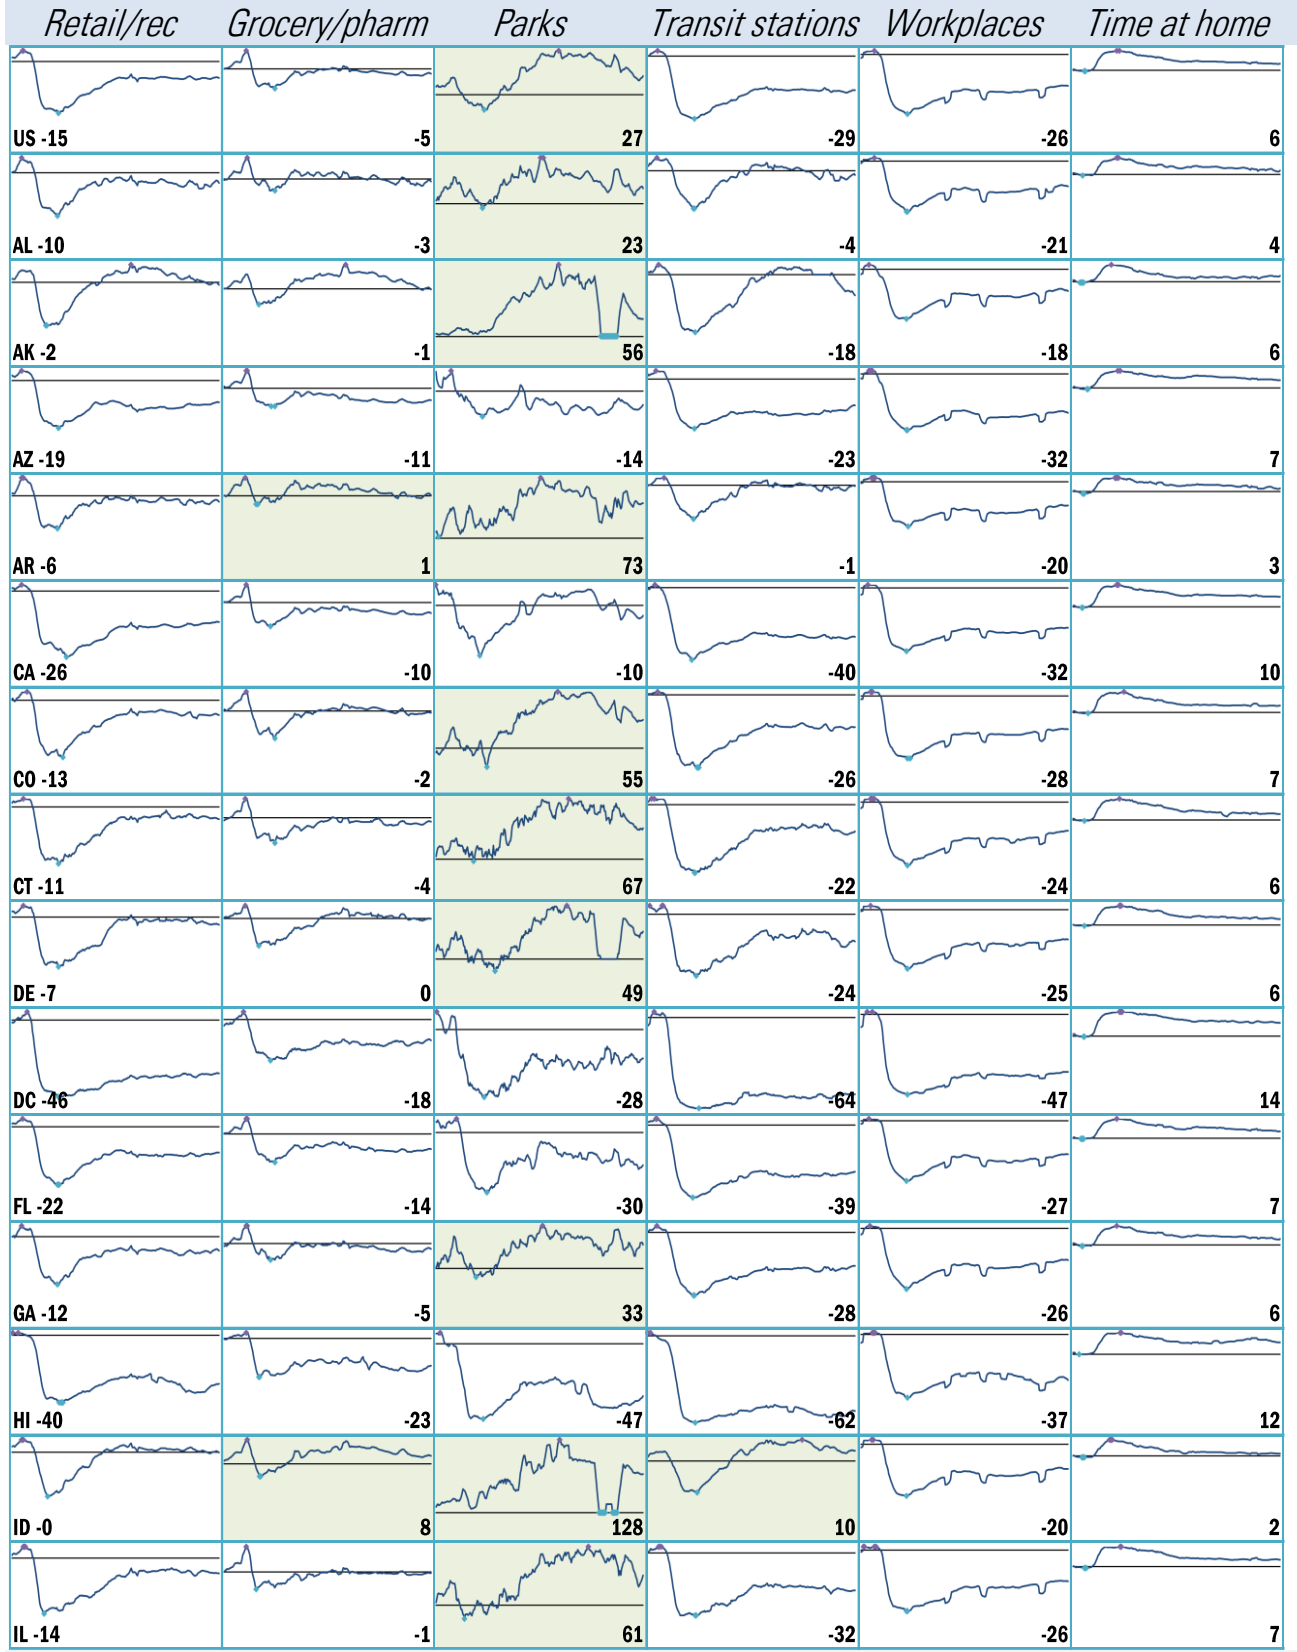 Retail/rec Grocery/pharm Parks Transit stations Workplaces Time at home
US -15 -5 27 -29 -26 6
AL -10 -3 23 -4 -21 4
AK -2 -1 56 -18 -18 6
AZ -19 -11 -14 -23 -32 7
AR -6 1 73 -1 -20 3
CA -26 -10 -10 -40 -32 10
CO -13 -2 55 -26 -28 7
CT -11 -4 67 -22 -24 6
DE -7 0 49 -24 -25 6
DC -46 -18 -28 -64 -47 14
FL -22 -14 -30 -39 -27 7
GA -12 -5 33 -28 -26 6
HI -40 -23 -47 -62 -37 12
ID -0 8 128 10 -20 2
IL -14 -1 61 -32 -26 7